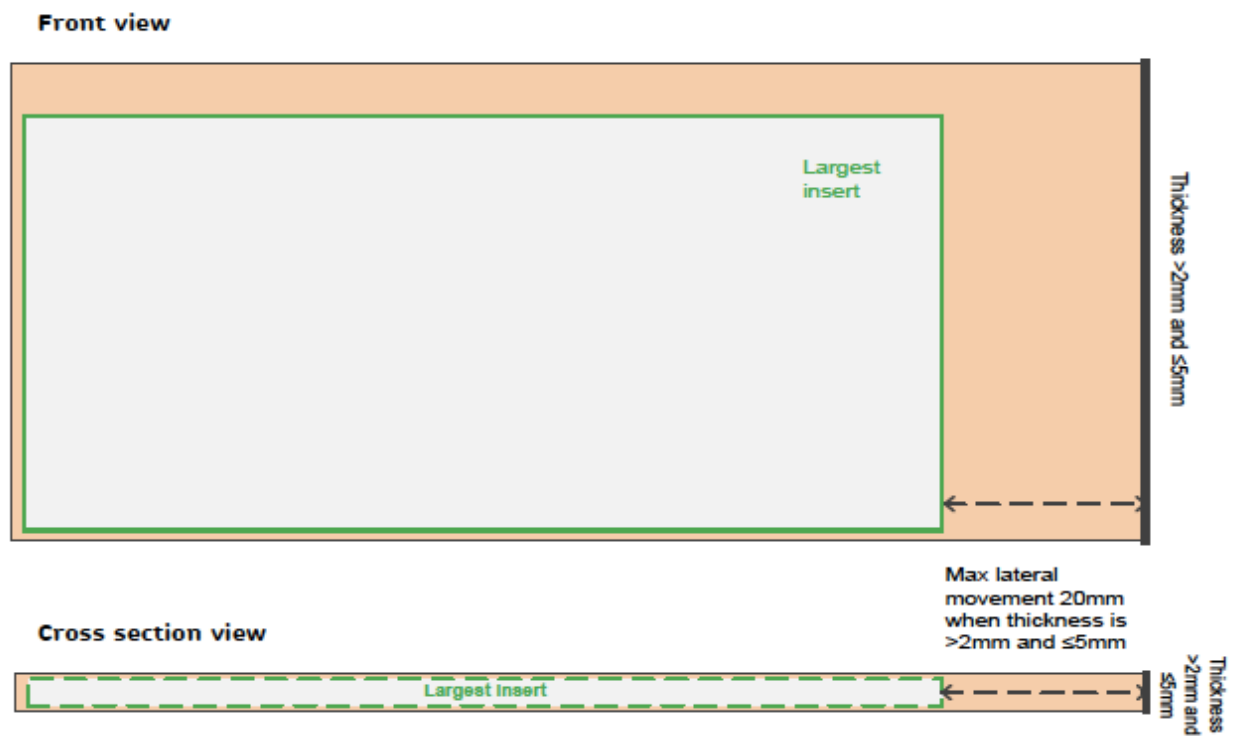 Front view
Largest
insert
Thickness >2mm and ≤5mm
Max lateral
movement 20mm
when thickness is
>2mm and ≤5mm
Cross section view
Largest Insert
Thickness
>2mm and
≤5mm